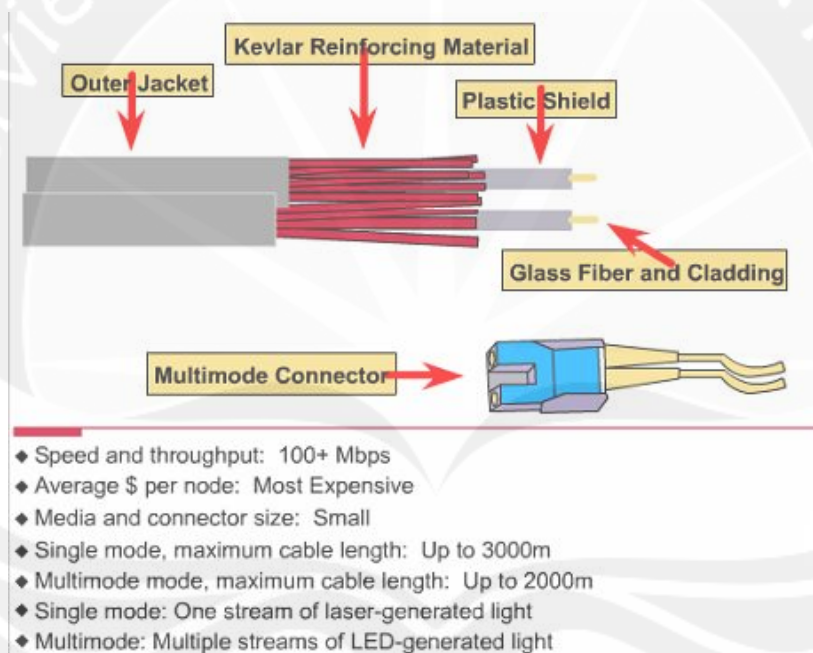 Kevlar Reinforcing Material
Outer Jacket
Plastic Shield
Glass Fiber and Cladding
Multimode Connector
◆ Speed and throughput: 100+ Mbps
◆ Average $ per node: Most Expensive
◆ Media and connector size: Small
◆ Single mode, maximum cable length: Up to 3000m
◆ Multimode mode, maximum cable length: Up to 2000m
◆ Single mode: One stream of laser-generated light
◆ Multimode: Multiple streams of LED-generated light